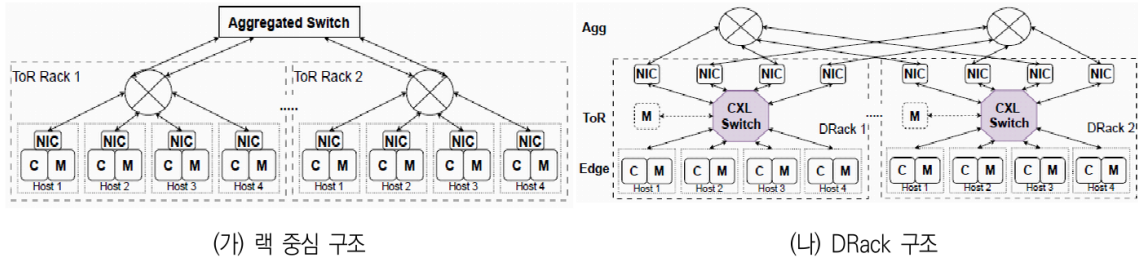 Aggregated Switch
ToR Rack 1
ToR Rack 2
.....
NIC NIC NIC NIC NIC NIC NIC NIC
C M C M C M C M C M C M C M C M
Host 1 Host 2 Host 3 Host 4 Host 1 Host 2 Host 3 Host 4
(가) 랙 중심 구조
Agg
NIC NIC NIC NIC NIC NIC NIC NIC
ToR
M CXL Switch DRack 1 ..... M CXL Switch DRack 2
Edge
C M C M C M C M C M C M C M C M
Host 1 Host 2 Host 3 Host 4 Host 1 Host 2 Host 3 Host 4
(나) DRack 구조